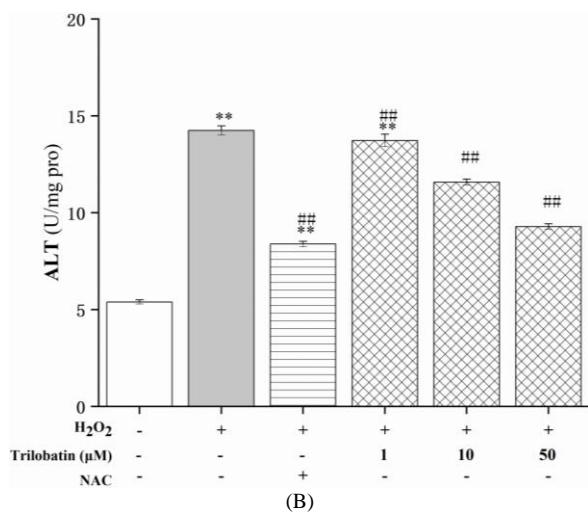 20
**
##
**
15
##
##
##
**
10
5
0
ALT (U/mg pro)
H₂O₂ - + + + + +
Trilobatin (μM) - - - 1 10 50
NAC - - + - - -
(B)